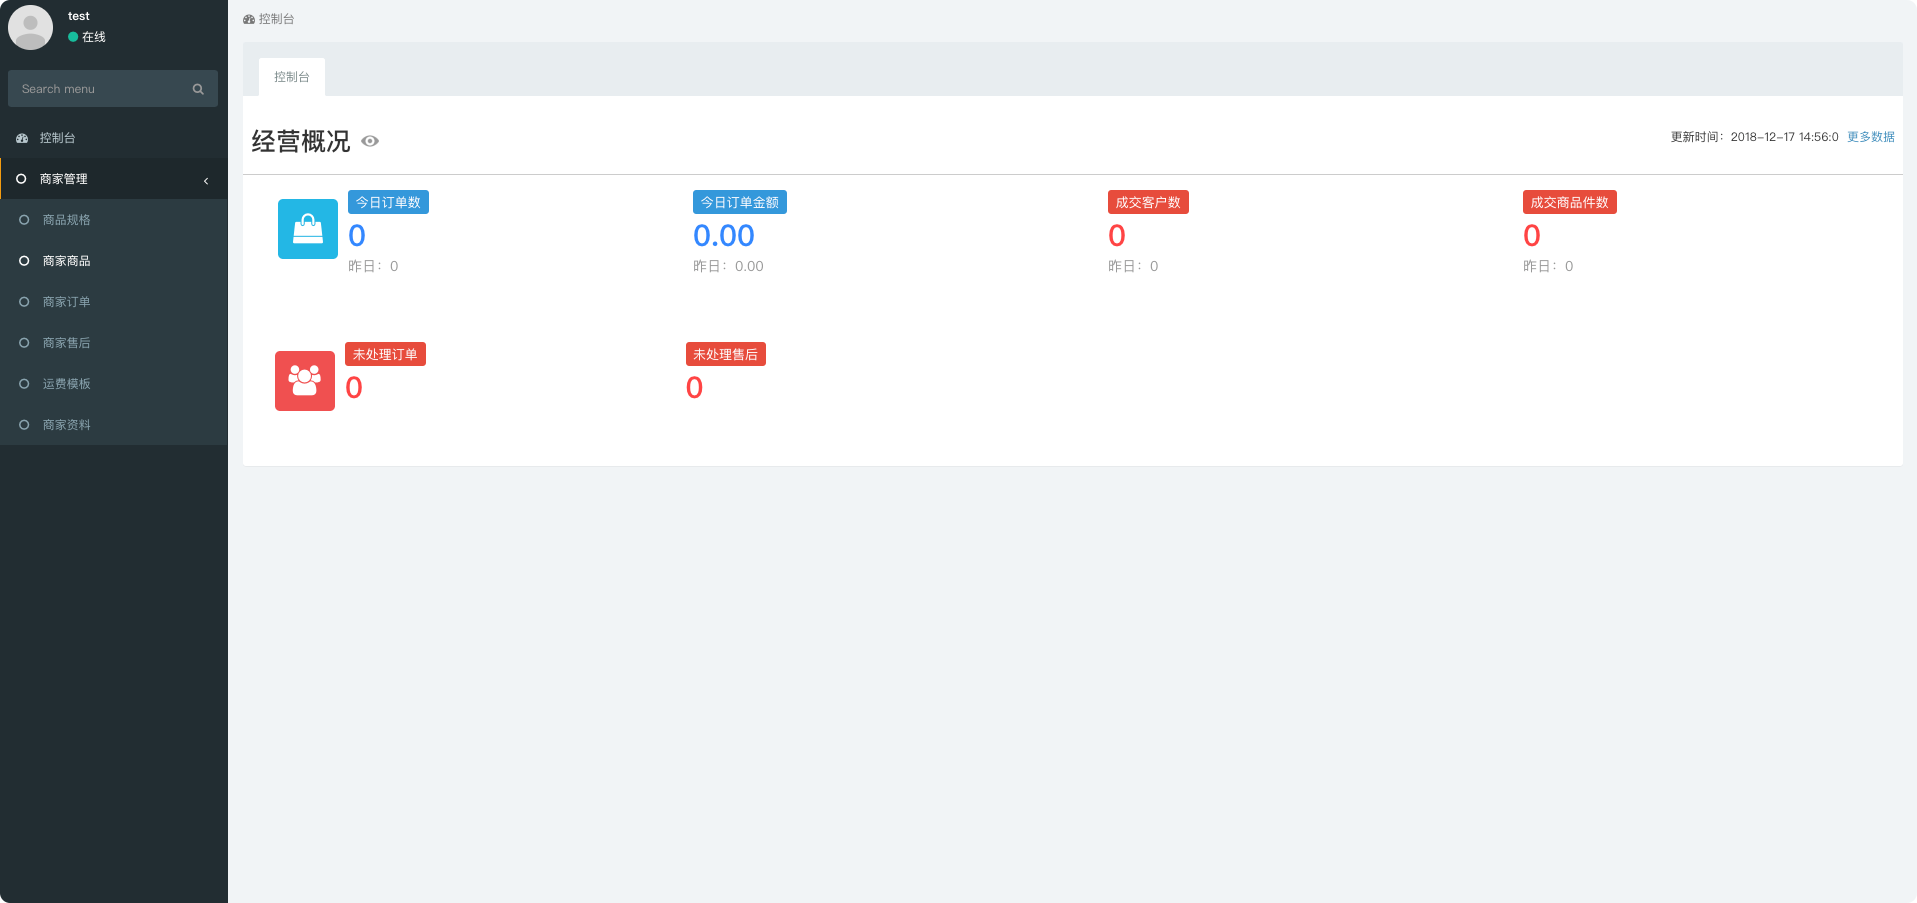 test
在线
Search menu
控制台
商家管理
商品规格
商家商品
商家订单
商家售后
运费模板
商家资料
控制台
控制台
经营概况
更新时间：2018-12-17 14:56:0 更多数据
今日订单数
0
昨日：0
今日订单金额
0.00
昨日：0.00
成交客户数
0
昨日：0
成交商品件数
0
昨日：0
未处理订单
0
未处理售后
0